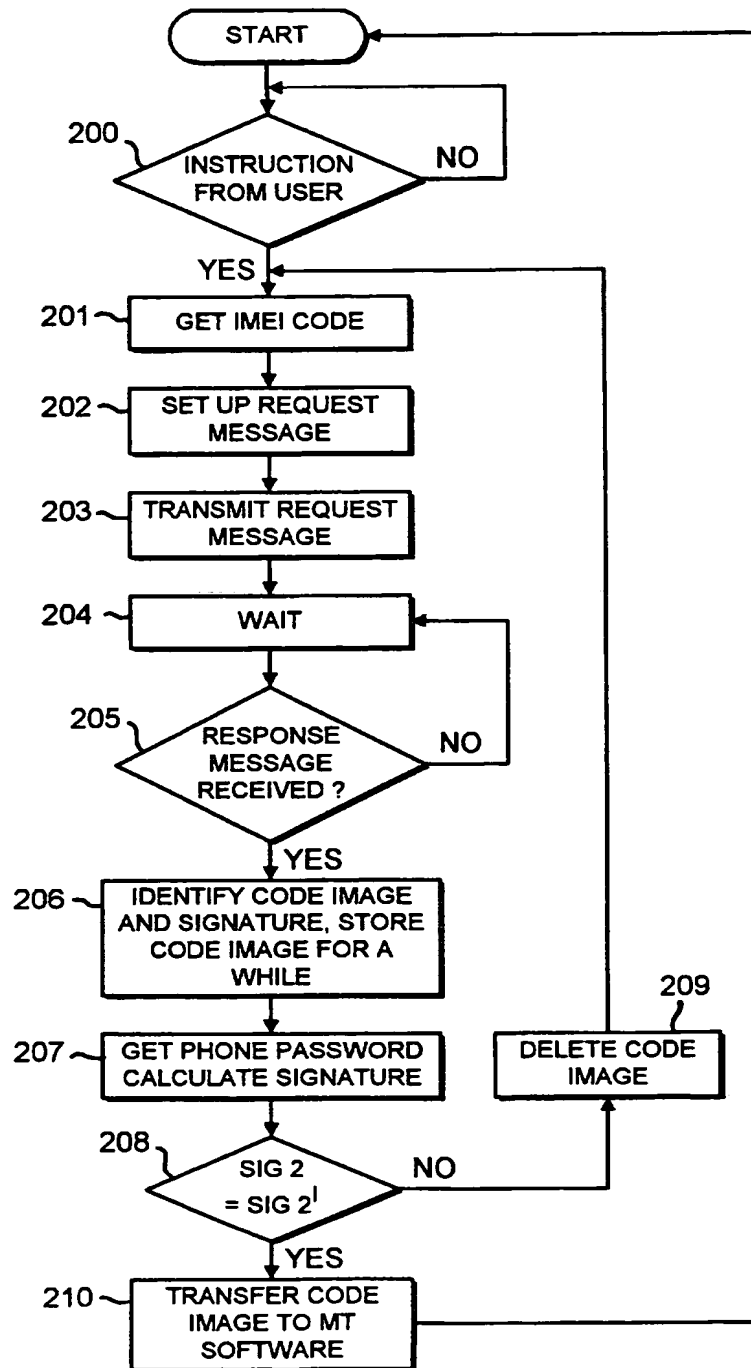 START
200
INSTRUCTION
FROM USER
NO
YES
201
GET IMEI CODE
202
SET UP REQUEST
MESSAGE
203
TRANSMIT REQUEST
MESSAGE
204
WAIT
205
RESPONSE
MESSAGE
RECEIVED ?
NO
YES
206
IDENTIFY CODE IMAGE
AND SIGNATURE, STORE
CODE IMAGE FOR A
WHILE
207
GET PHONE PASSWORD
CALCULATE SIGNATURE
209
DELETE CODE
IMAGE
208
SIG 2
= SIG 2ˡ
NO
YES
210
TRANSFER CODE
IMAGE TO MT
SOFTWARE